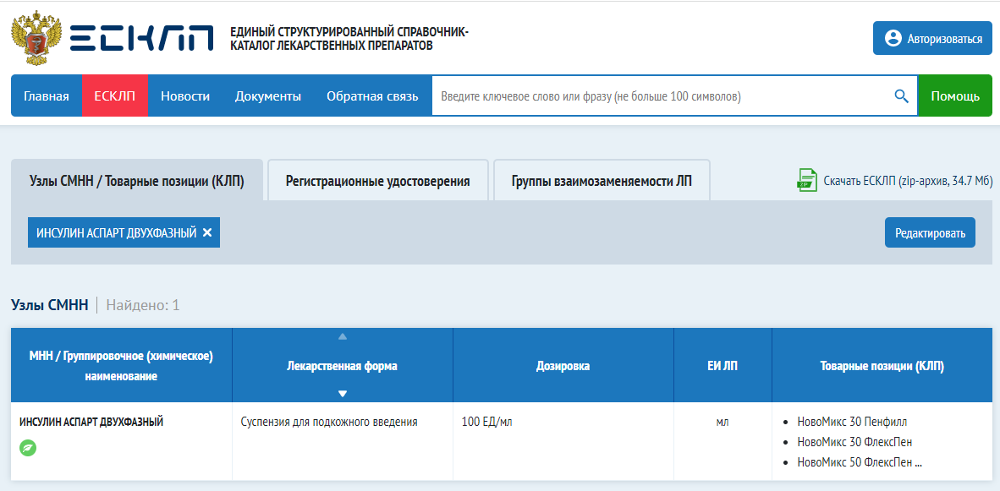 ЕСКЛП
ЕДИНЫЙ СТРУКТУРИРОВАННЫЙ СПРАВОЧНИК-
КАТАЛОГ ЛЕКАРСТВЕННЫХ ПРЕПАРАТОВ
Авторизоваться
Главная ЕСКЛП Новости Документы Обратная связь Введите ключевое слово или фразу (не больше 100 символов) Помощь
Узлы СМНН / Товарные позиции (КЛП) Регистрационные удостоверения Группы взаимозаменяемости ЛП ZIP Скачать ЕСКЛП (zip-архив, 34.7 Мб)
ИНСУЛИН АСПАРТ ДВУХФАЗНЫЙ × Редактировать
Узлы СМНН | Найдено: 1
МНН / Группировочное (химическое)
наименование
Лекарственная форма
Дозировка
ЕИ ЛП
Товарные позиции (КЛП)
ИНСУЛИН АСПАРТ ДВУХФАЗНЫЙ
Суспензия для подкожного введения
100 ЕД/мл
мл
• НовоМикс 30 Пенфилл
• НовоМикс 30 ФлексПен
• НовоМикс 50 ФлексПен ...